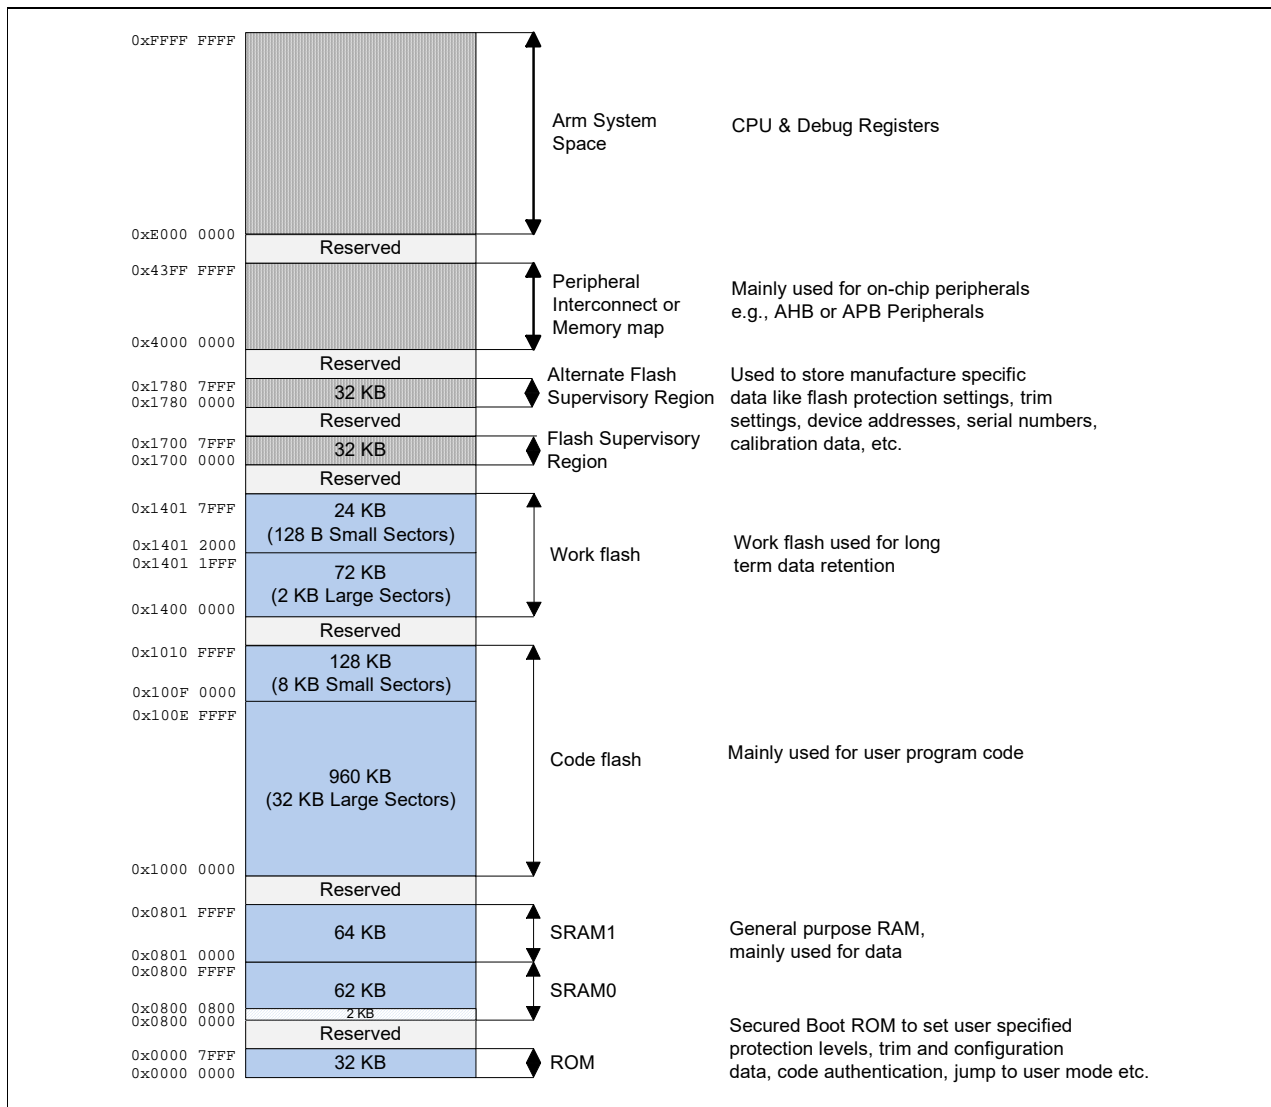 0xFFFF FFFF
Arm System
Space
CPU & Debug Registers
0xE000 0000
Reserved
0x43FF FFFF
Peripheral
Interconnect or
Memory map
Mainly used for on-chip peripherals
e.g., AHB or APB Peripherals
0x4000 0000
Reserved
0x1780 7FFF
0x1780 0000
32 KB
Alternate Flash
Supervisory Region
Used to store manufacture specific
data like flash protection settings, trim
settings, device addresses, serial numbers,
calibration data, etc.
Reserved
0x1700 7FFF
0x1700 0000
32 KB
Flash Supervisory
Region
Reserved
0x1401 7FFF
24 KB
(128 B Small Sectors)
0x1401 2000
0x1401 1FFF
72 KB
(2 KB Large Sectors)
0x1400 0000
Work flash
Work flash used for long
term data retention
Reserved
0x1010 FFFF
128 KB
(8 KB Small Sectors)
0x100F 0000
0x100E FFFF
960 KB
(32 KB Large Sectors)
Code flash
Mainly used for user program code
0x1000 0000
Reserved
0x0801 FFFF
64 KB
SRAM1
General purpose RAM,
mainly used for data
0x0801 0000
0x0800 FFFF
62 KB
SRAM0
0x0800 0800
2 KB
0x0800 0000
Reserved
0x0000 7FFF
0x0000 0000
32 KB
ROM
Secured Boot ROM to set user specified
protection levels, trim and configuration
data, code authentication, jump to user mode etc.